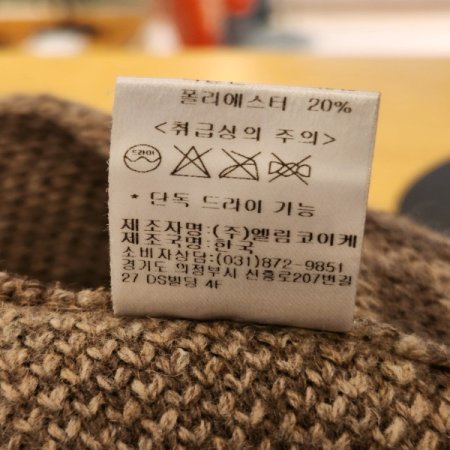 폴리에스터 20%
<취급상의 주의>
드라이
* 단독 드라이 가능
제조자명:(주)엘림코이케
제조국명:한국
소비자상담:(031)872-9851
경기도 의정부시 신흥로207번길
27 DS빌딩 4F